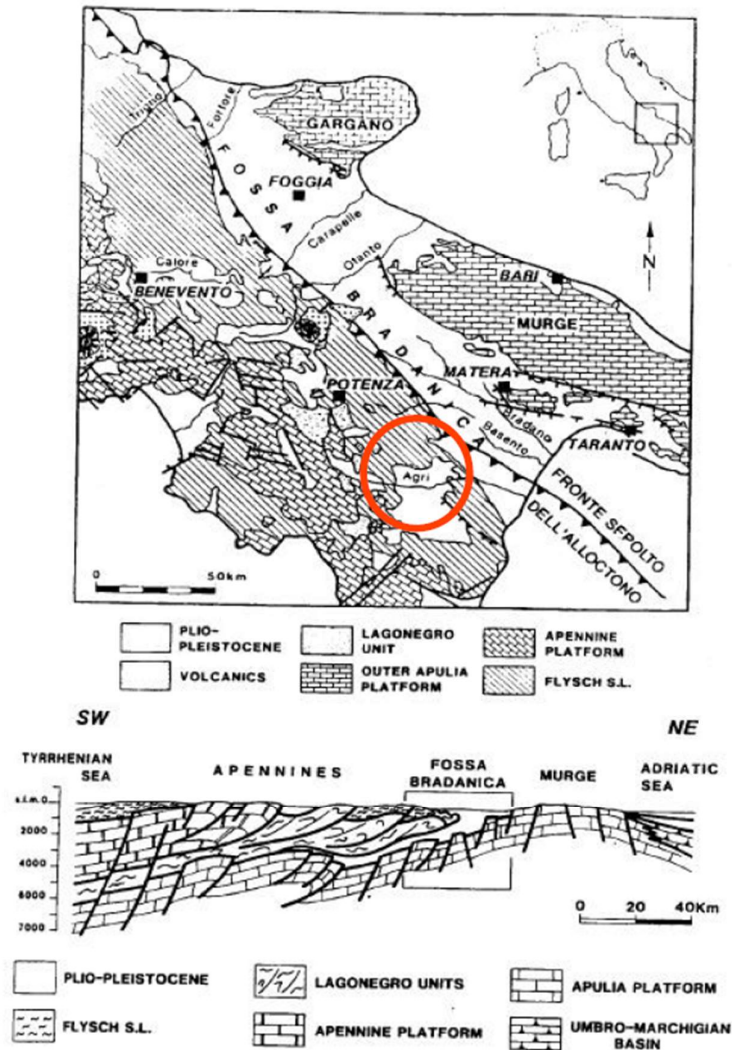 Trigno
Fortore
GARGANO
FOSSA
FOGGIA
Carapelle
Ofanto
Calore
BENEVENTO
BRADANICA
BARI
N
MURGE
MATERA
POTENZA
Bradano
Basento
TARANTO
Agri
FRONTE SEPOLTO
DELL'ALLOCTONO
0 50km
PLIO-
PLEISTOCENE
LAGONEGRO
UNIT
APENNINE
PLATFORM
VOLCANICS
OUTER APULIA
PLATFORM
FLYSCH S.L.
SW
NE
TYRRHENIAN
SEA
APENNINES
FOSSA
BRADANICA
MURGE
ADRIATIC
SEA
s.l.m.0
2000
4000
6000
7000
0 20 40Km
PLIO-PLEISTOCENE
LAGONEGRO UNITS
APULIA PLATFORM
FLYSCH S.L.
APENNINE PLATFORM
UMBRO-MARCHIGIAN
BASIN